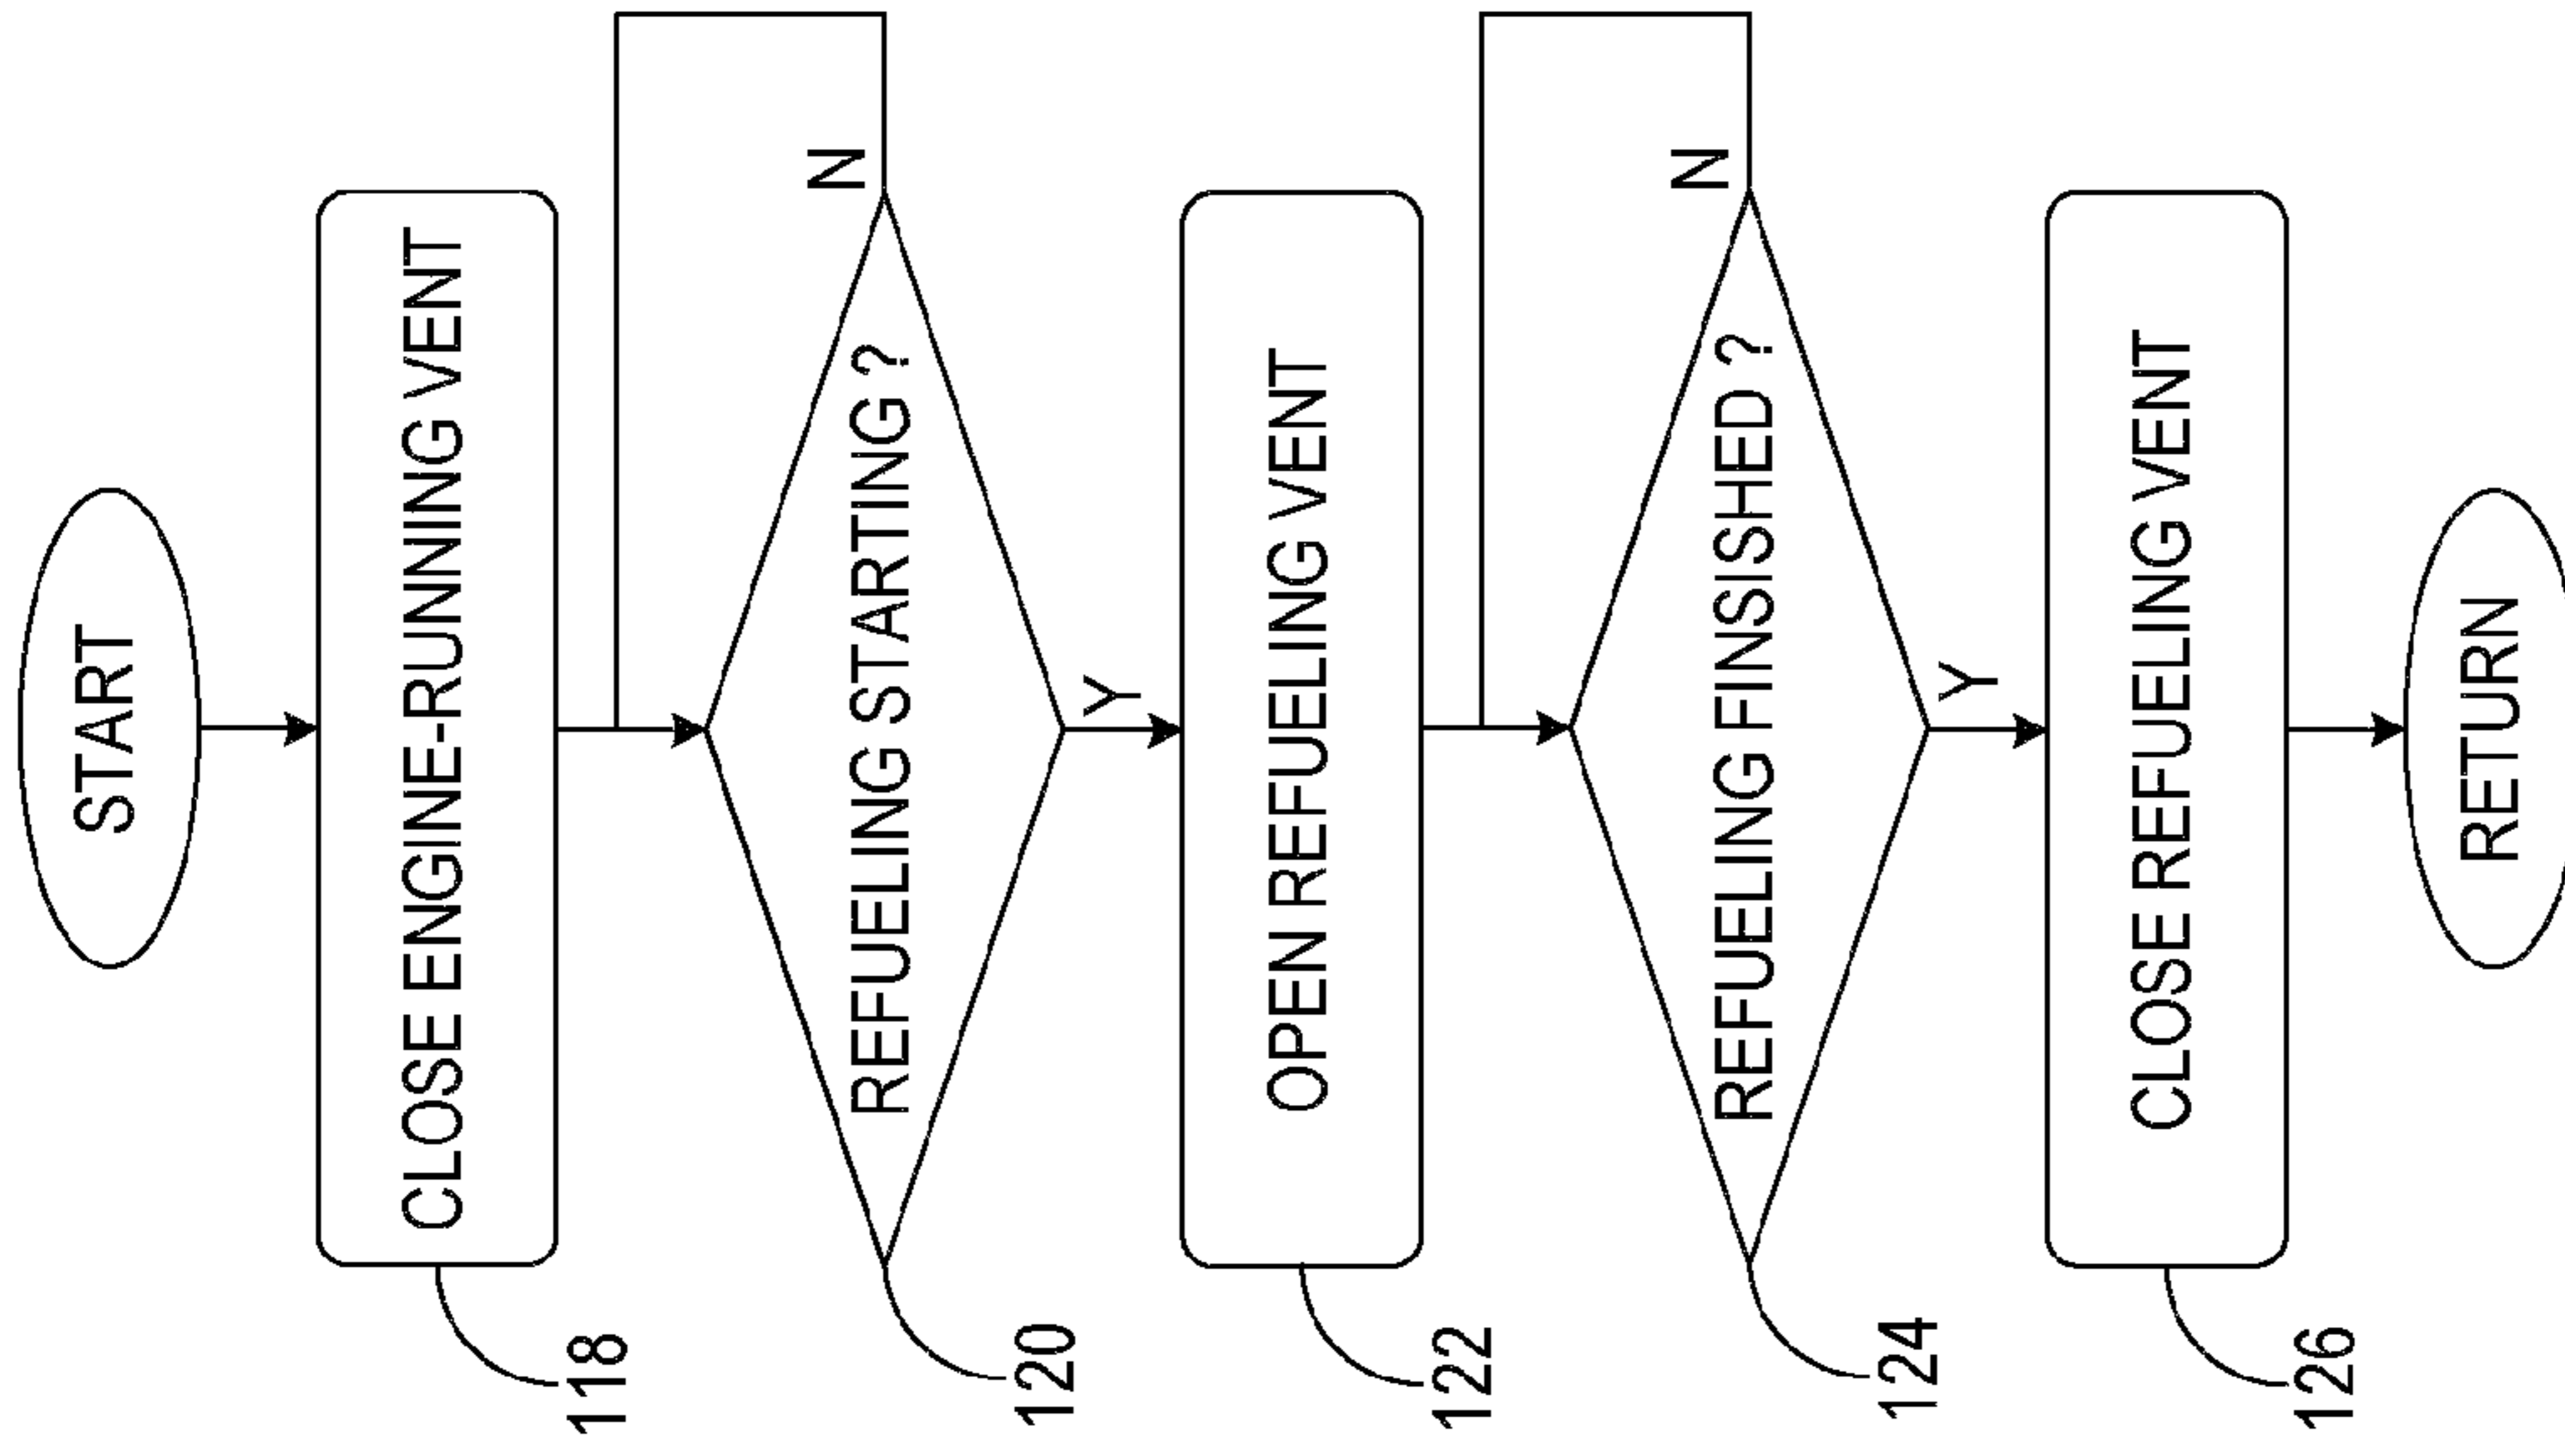 START
CLOSE ENGINE-RUNNING VENT
118
REFUELING STARTING ?
N
120
Y
OPEN REFUELING VENT
122
REFUELING FINSISHED ?
N
124
Y
CLOSE REFUELING VENT
126
RETURN